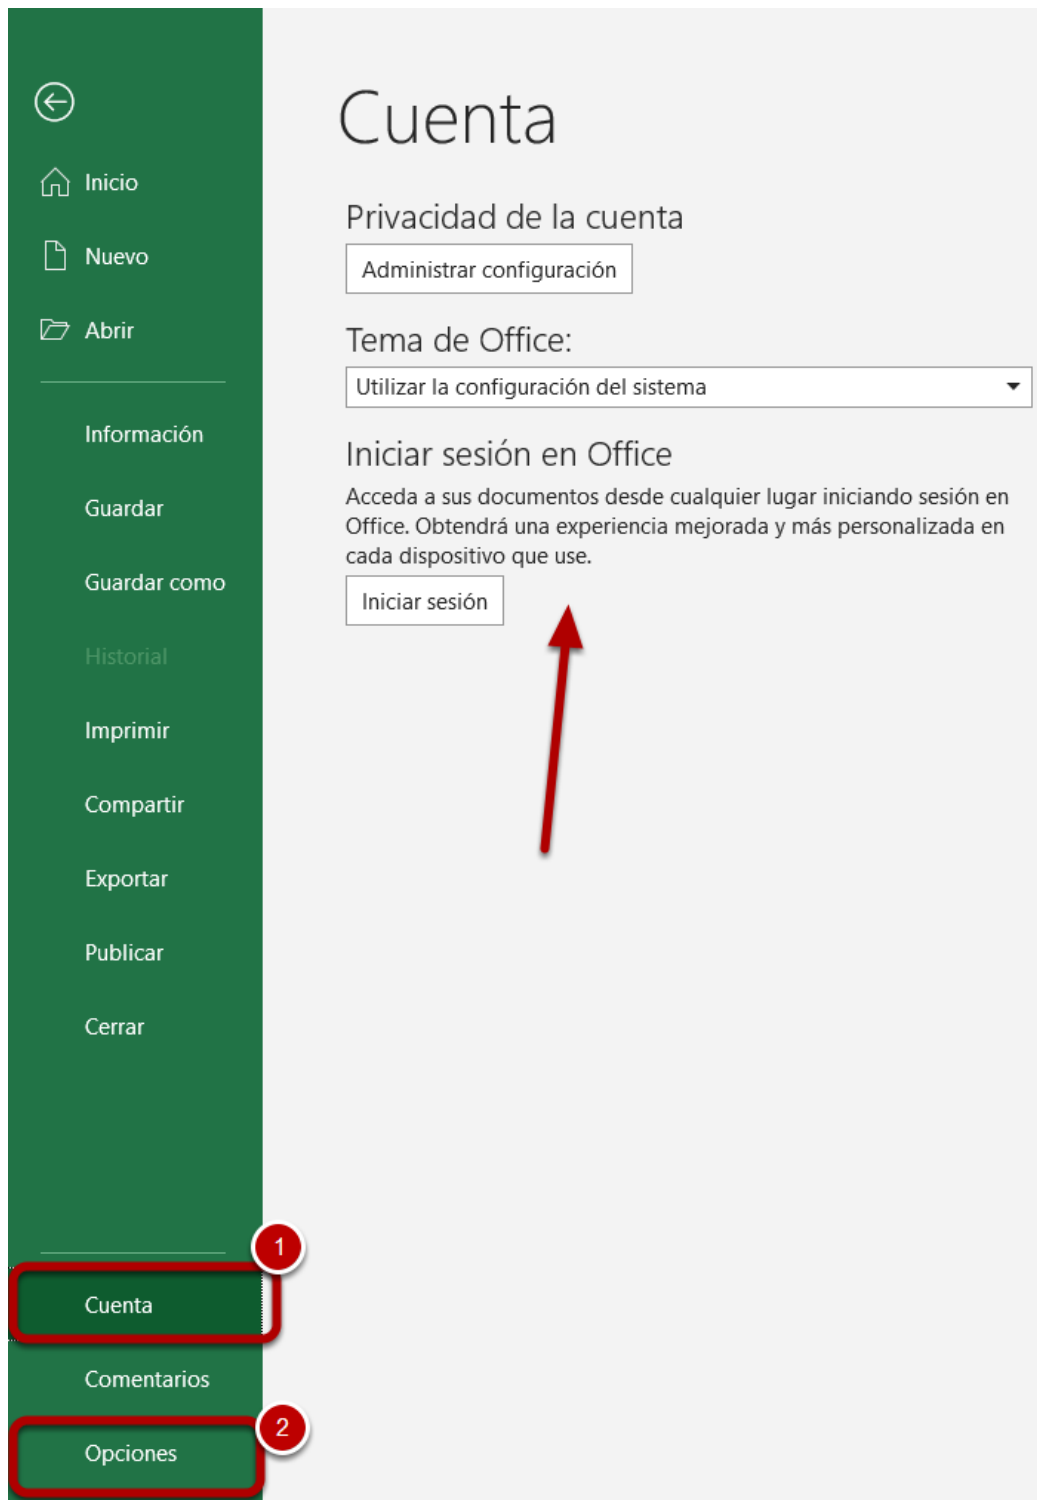 Inicio
Nuevo
Abrir
Información
Guardar
Guardar como
Historial
Imprimir
Compartir
Exportar
Publicar
Cerrar
1
Cuenta
Comentarios
2
Opciones
Cuenta
Privacidad de la cuenta
Administrar configuración
Tema de Office:
Utilizar la configuración del sistema
Iniciar sesión en Office
Acceda a sus documentos desde cualquier lugar iniciando sesión en
Office. Obtendrá una experiencia mejorada y más personalizada en
cada dispositivo que use.
Iniciar sesión